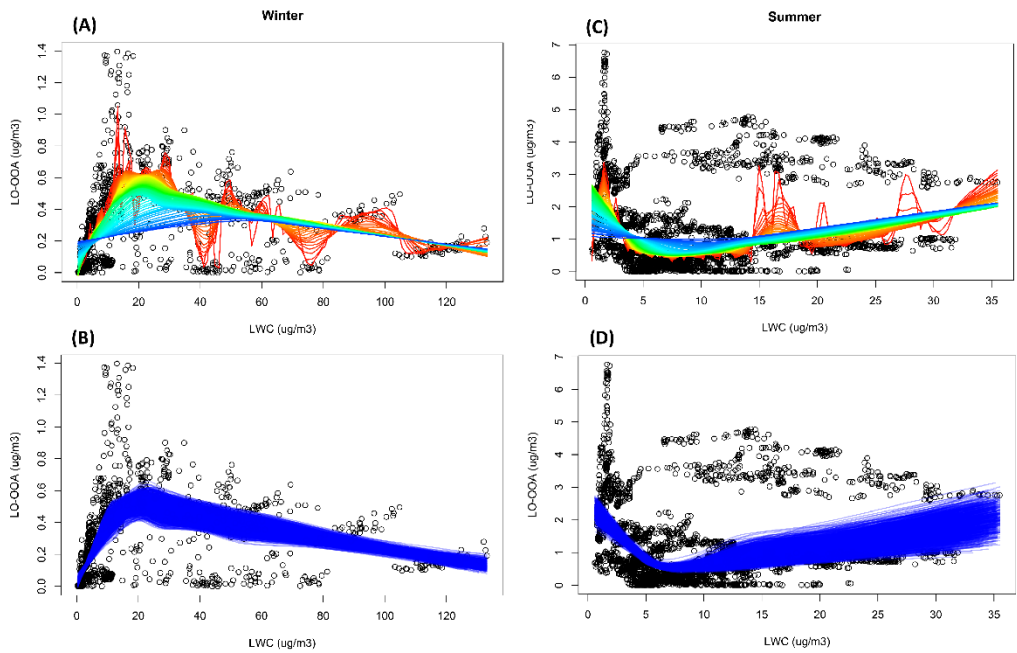 (A)
Winter
LO-OOA (ug/m3)
1.4
1.2
1.0
0.8
0.6
0.4
0.2
0.0
0 20 40 60 80 100 120
LWC (ug/m3)
(C)
Summer
LO-OOA (ug/m3)
7
6
5
4
3
2
1
0
0 5 10 15 20 25 30 35
LWC (ug/m3)
(B)
LO-OOA (ug/m3)
1.4
1.2
1.0
0.8
0.6
0.4
0.2
0.0
0 20 40 60 80 100 120
LWC (ug/m3)
(D)
LO-OOA (ug/m3)
7
6
5
4
3
2
1
0
0 5 10 15 20 25 30 35
LWC (ug/m3)